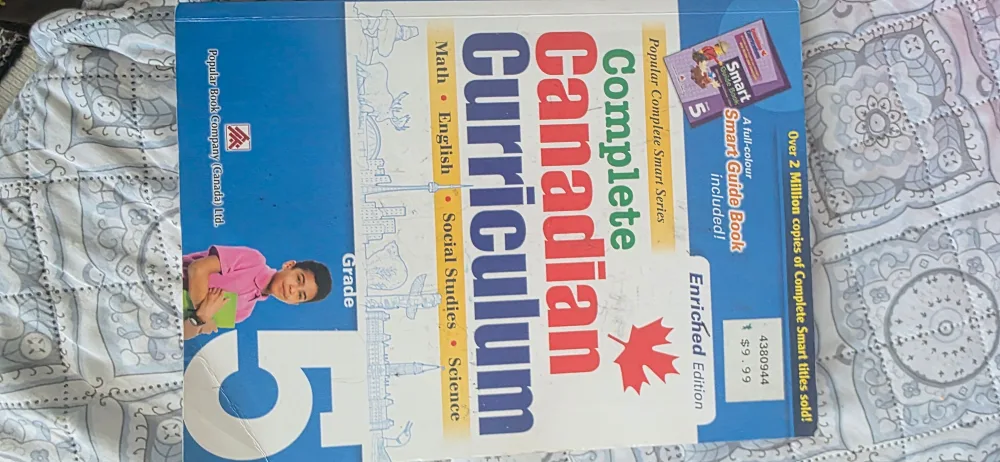 Over 2 Million copies of Complete Smart titles sold!
A full-colour
Smart Guide Book
included!
Smart
5
4380944
$9.99
Enriched Edition
Popular Complete Smart Series
Complete
Canadian
Curriculum
Math • English • Social Studies • Science
Grade
5
Popular Book Company (Canada) Ltd.